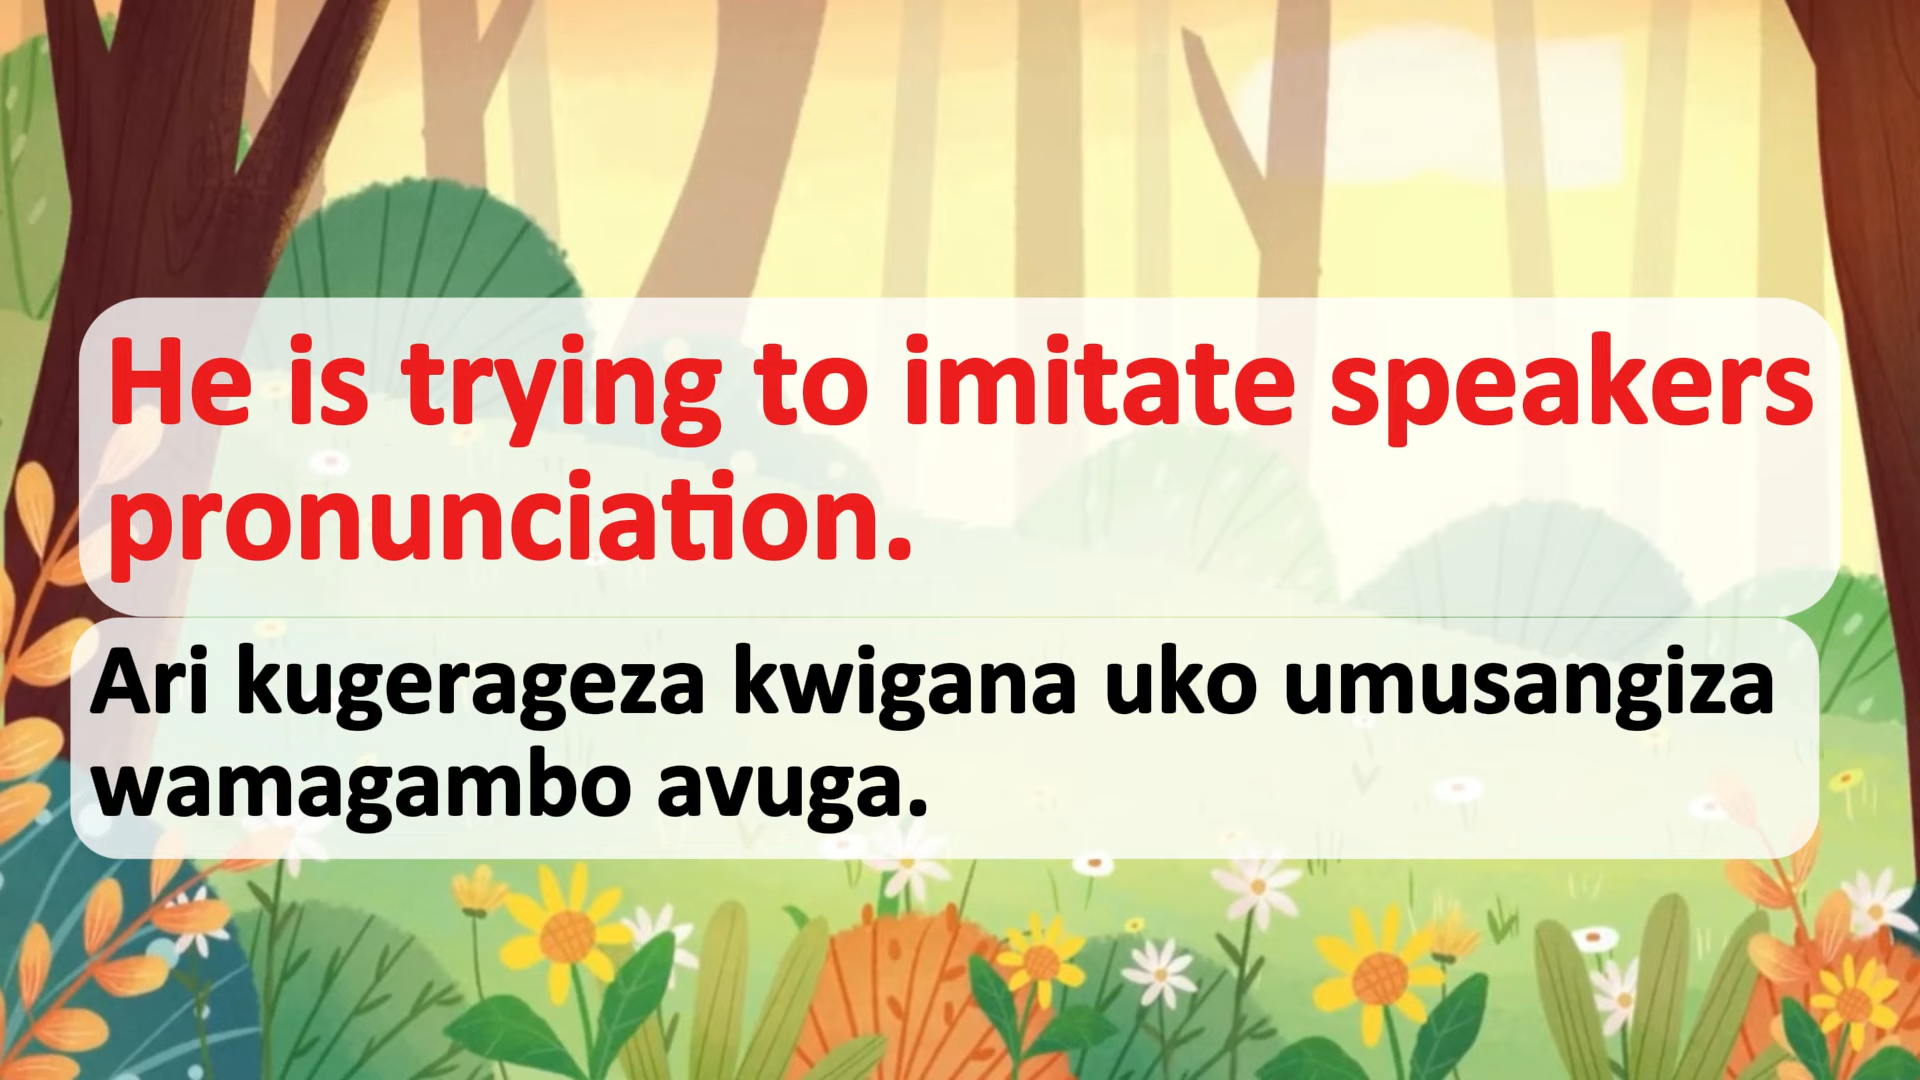 He is trying to imitate speakers
pronunciation.
Ari kugerageza kwigana uko umusangiza
wamagambo avuga.